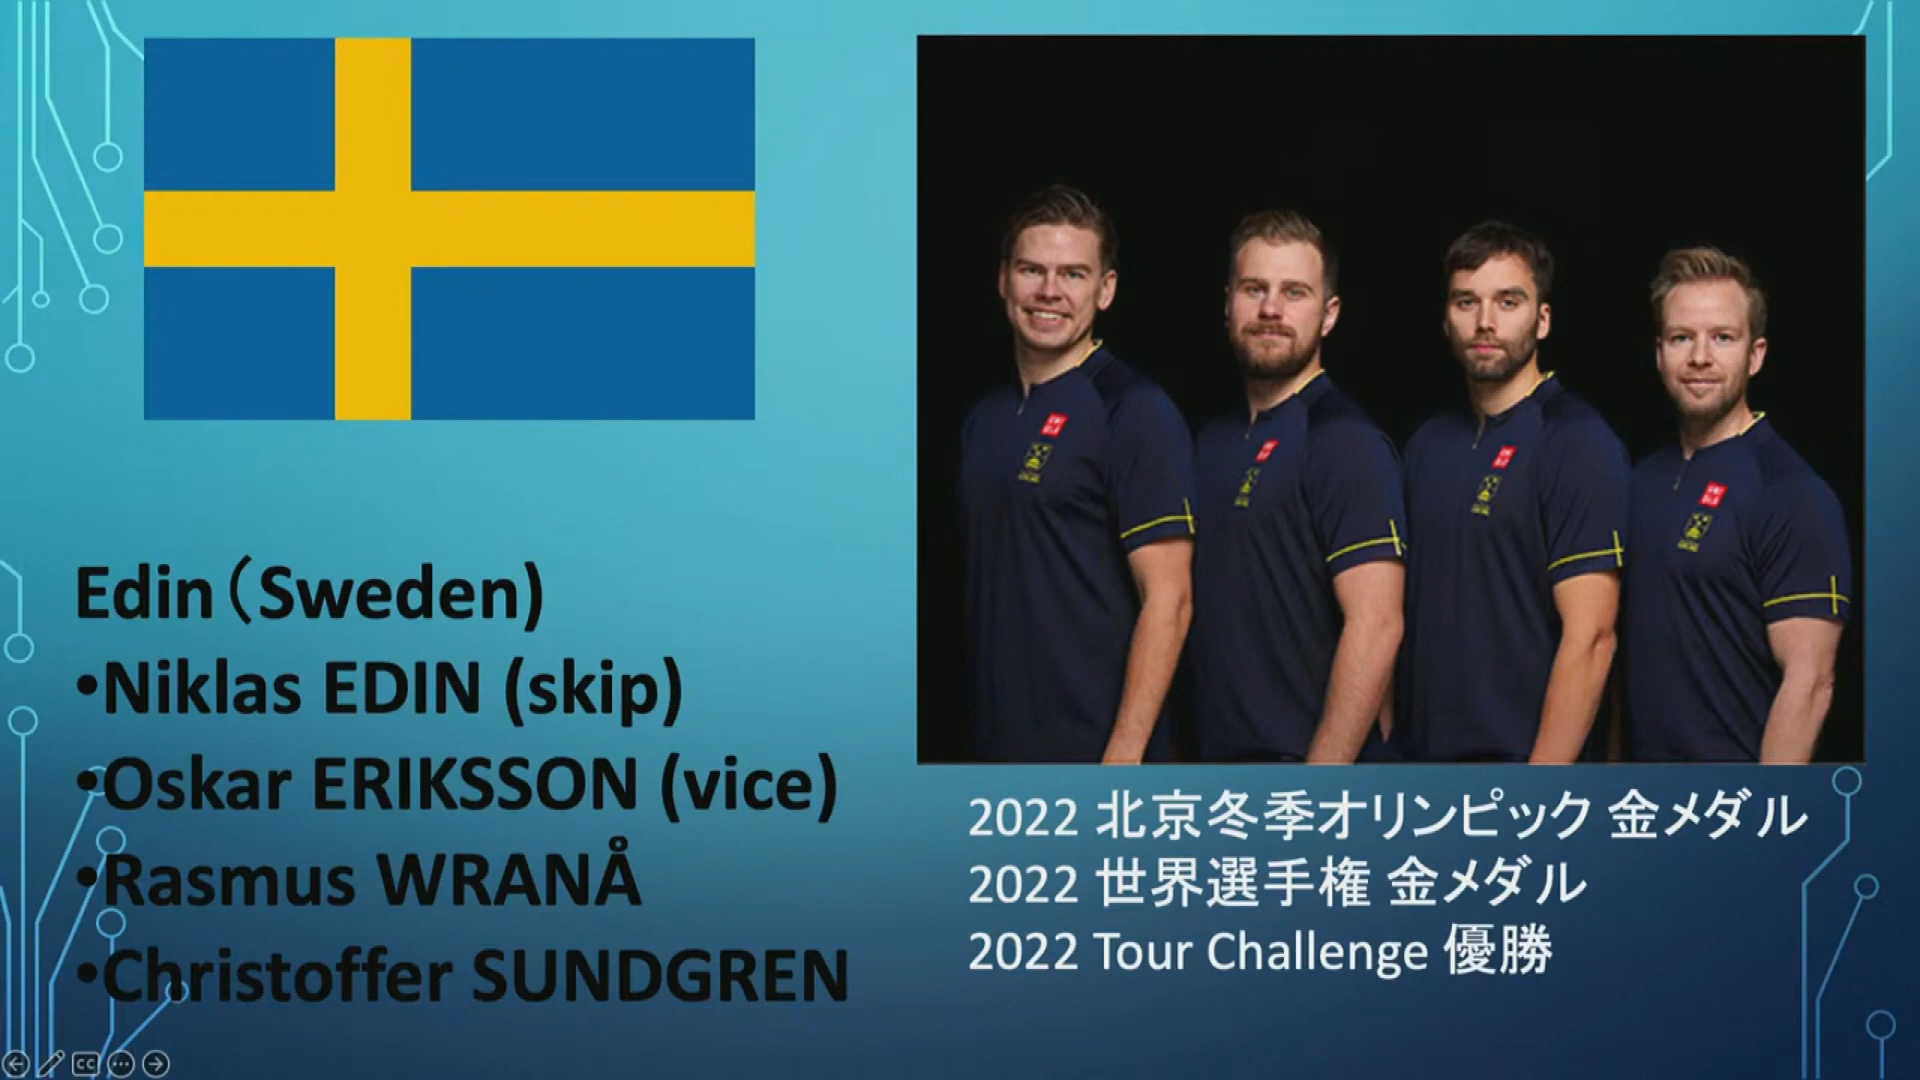 Edin（Sweden)
•Niklas EDIN (skip)
•Oskar ERIKSSON (vice)
•Rasmus WRANÅ
•Christoffer SUNDGREN
2022 北京冬季オリンピック 金メダル
2022 世界選手権 金メダル
2022 Tour Challenge 優勝
CC